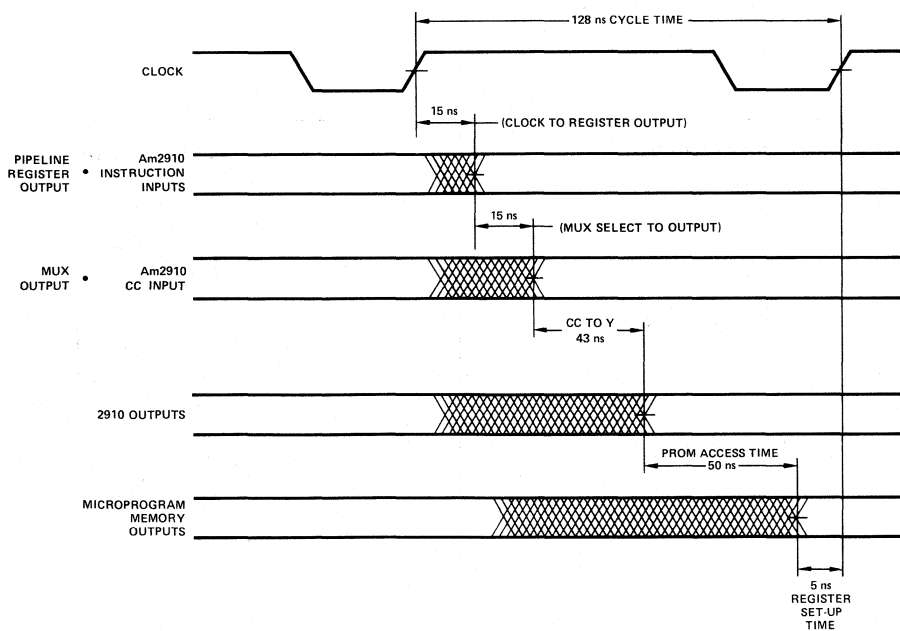 128 ns CYCLE TIME
CLOCK
15 ns
(CLOCK TO REGISTER OUTPUT)
PIPELINE
REGISTER
OUTPUT
•
Am2910
INSTRUCTION
INPUTS
15 ns
(MUX SELECT TO OUTPUT)
MUX
OUTPUT
•
Am2910
CC INPUT
CC TO Y
43 ns
2910 OUTPUTS
PROM ACCESS TIME
50 ns
MICROPROGRAM
MEMORY
OUTPUTS
5 ns
REGISTER
SET-UP
TIME